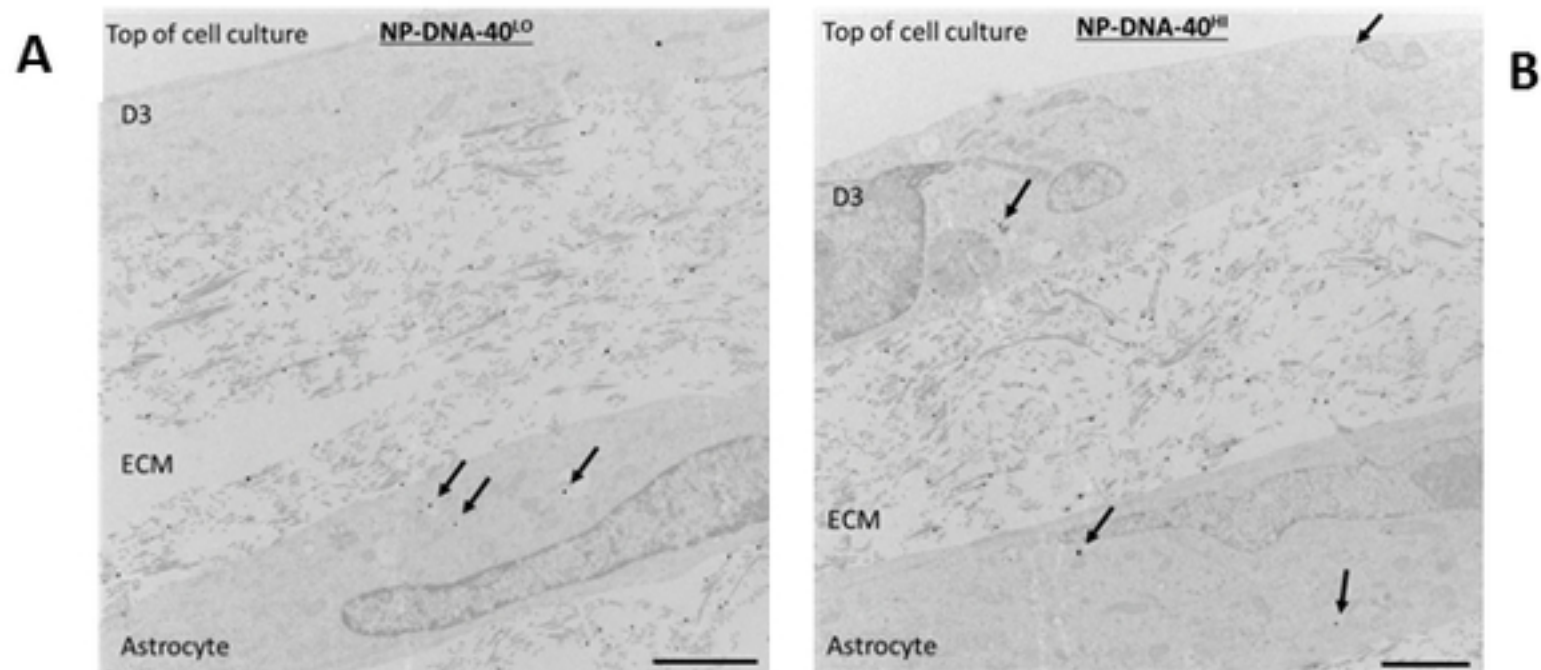 A
Top of cell culture NP-DNA-40ᴸᴼ
D3
ECM
Astrocyte
Top of cell culture NP-DNA-40ᴴᴵ
B
D3
ECM
Astrocyte